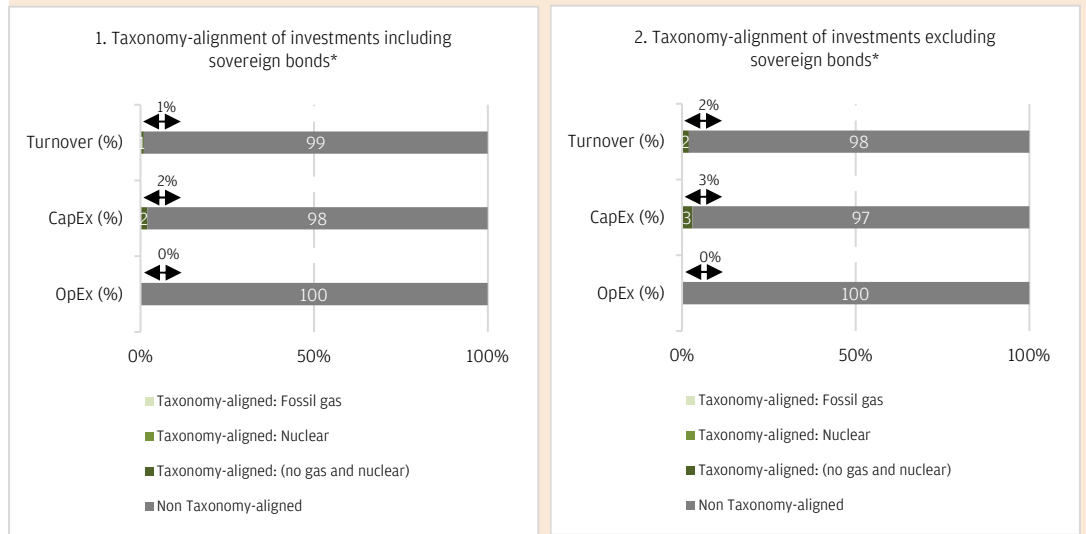 1. Taxonomy-alignment of investments including
sovereign bonds*
1%
Turnover (%)
1
99
2%
CapEx (%)
2
98
0%
OpEx (%)
100
0%
50%
100%
Taxonomy-aligned: Fossil gas
Taxonomy-aligned: Nuclear
Taxonomy-aligned: (no gas and nuclear)
Non Taxonomy-aligned
2. Taxonomy-alignment of investments excluding
sovereign bonds*
2%
Turnover (%)
2
98
3%
CapEx (%)
3
97
0%
OpEx (%)
100
0%
50%
100%
Taxonomy-aligned: Fossil gas
Taxonomy-aligned: Nuclear
Taxonomy-aligned: (no gas and nuclear)
Non Taxonomy-aligned